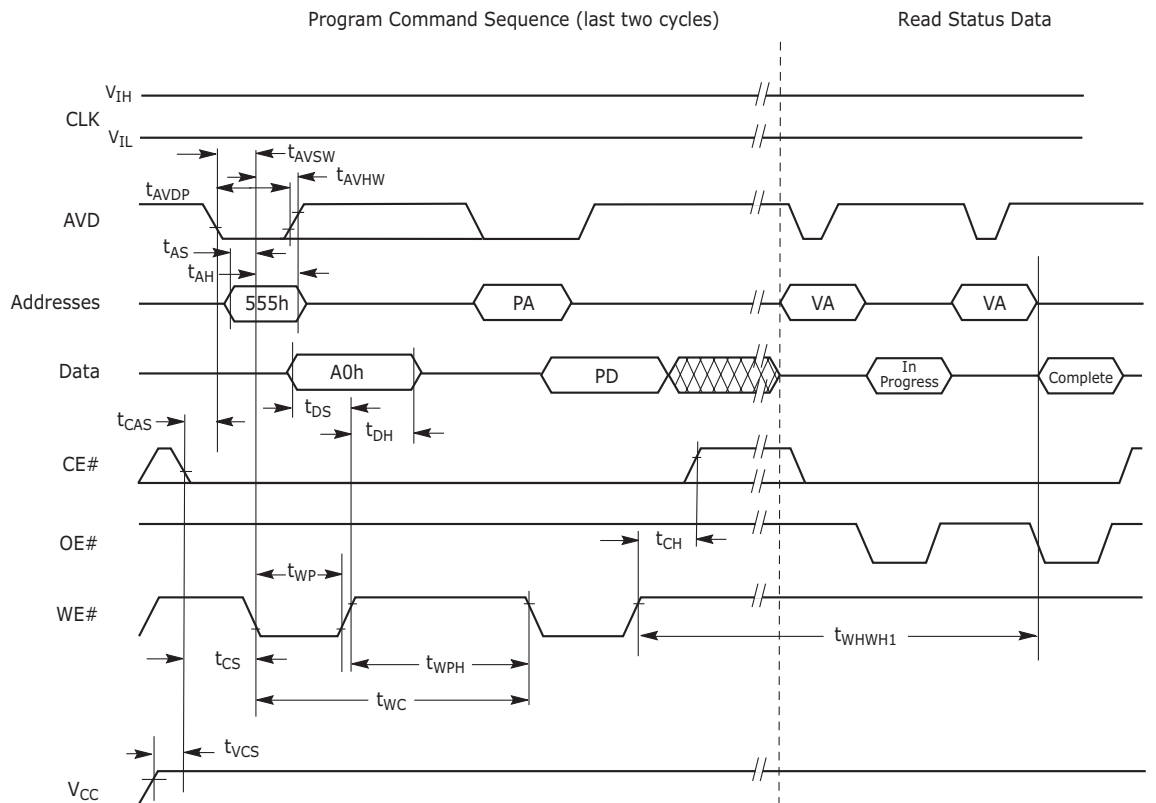 Program Command Sequence (last two cycles)
Read Status Data
VIH
CLK
VIL
tAVSW
tAVHW
tAVDP
AVD
tAS
tAH
Addresses
555h
PA
VA
VA
Data
A0h
PD
In
Progress
Complete
tDS
tCAS
tDH
CE#
OE#
tCH
tWP
WE#
tWHWH1
tCS
tWPH
tWC
tVCS
VCC